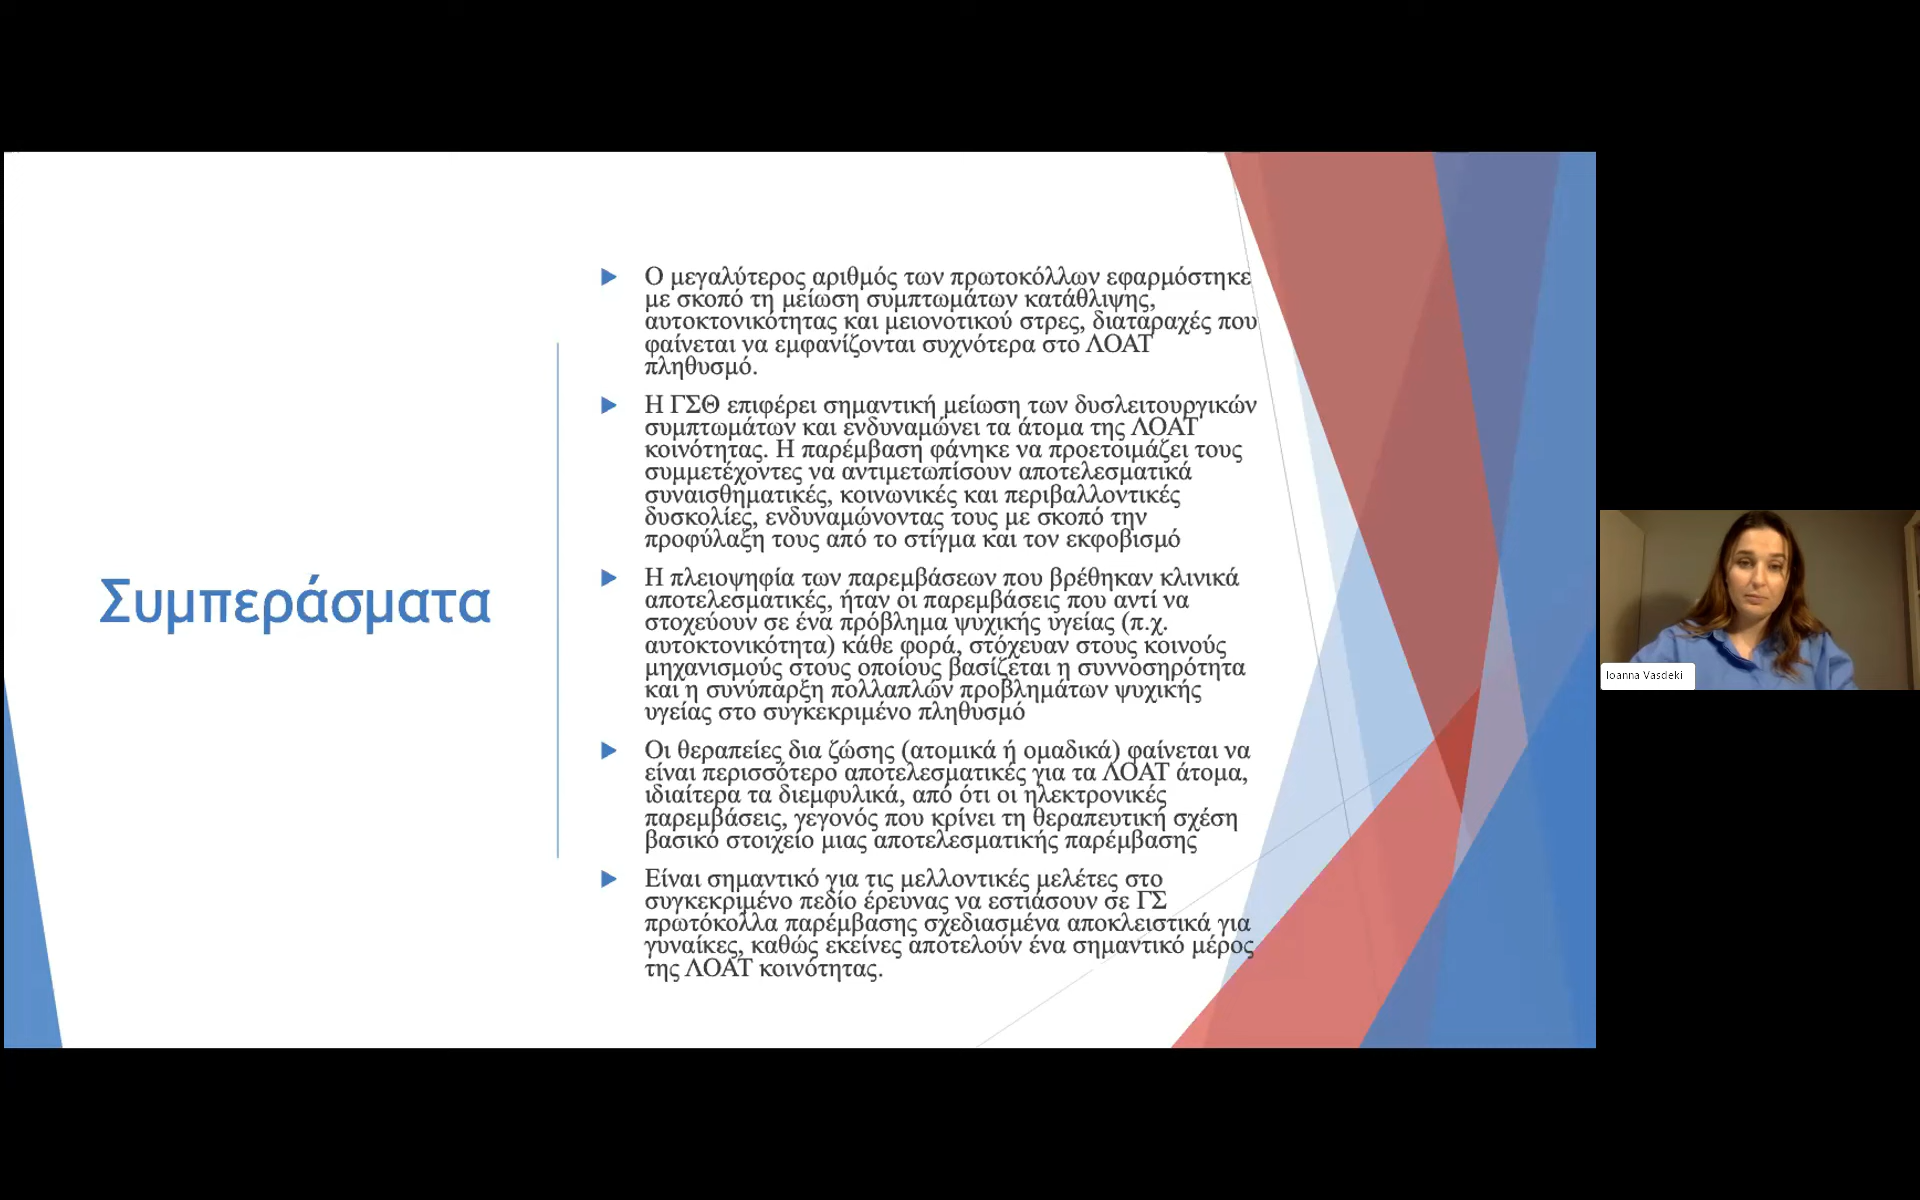 Συμπεράσματα
Ο μεγαλύτερος αριθμός των πρωτοκόλλων εφαρμόστηκε
με σκοπό τη μείωση συμπτωμάτων κατάθλιψης,
αυτοκτονικότητας και μειονοτικού στρες, διαταραχές που
φαίνεται να εμφανίζονται συχνότερα στο ΛΟΑΤ
πληθυσμό.
Η ΓΣΘ επιφέρει σημαντική μείωση των δυσλειτουργικών
συμπτωμάτων και ενδυναμώνει τα άτομα της ΛΟΑΤ
κοινότητας. Η παρέμβαση φάνηκε να προετοιμάζει τους
συμμετέχοντες να αντιμετωπίσουν αποτελεσματικά
συναισθηματικές, κοινωνικές και περιβαλλοντικές
δυσκολίες, ενδυναμώνοντας τους με σκοπό την
προφύλαξη τους από το στίγμα και τον εκφοβισμό
Η πλειοψηφία των παρεμβάσεων που βρέθηκαν κλινικά
αποτελεσματικές, ήταν οι παρεμβάσεις που αντί να
στοχεύουν σε ένα πρόβλημα ψυχικής υγείας (π.χ.
αυτοκτονικότητα) κάθε φορά, στόχευαν στους κοινούς
μηχανισμούς στους οποίους βασίζεται η συννοσηρότητα
και η συνύπαρξη πολλαπλών προβλημάτων ψυχικής
υγείας στο συγκεκριμένο πληθυσμό
Οι θεραπείες δια ζώσης (ατομικά ή ομαδικά) φαίνεται να
είναι περισσότερο αποτελεσματικές για τα ΛΟΑΤ άτομα,
ιδιαίτερα τα διεμφυλικά, από ότι οι ηλεκτρονικές
παρεμβάσεις, γεγονός που κρίνει τη θεραπευτική σχέση
βασικό στοιχείο μιας αποτελεσματικής παρέμβασης
Είναι σημαντικό για τις μελλοντικές μελέτες στο
συγκεκριμένο πεδίο έρευνας να εστιάσουν σε ΓΣ
πρωτόκολλα παρέμβασης σχεδιασμένα αποκλειστικά για
γυναίκες, καθώς εκείνες αποτελούν ένα σημαντικό μέρος
της ΛΟΑΤ κοινότητας.
Ioanna Vasdeki